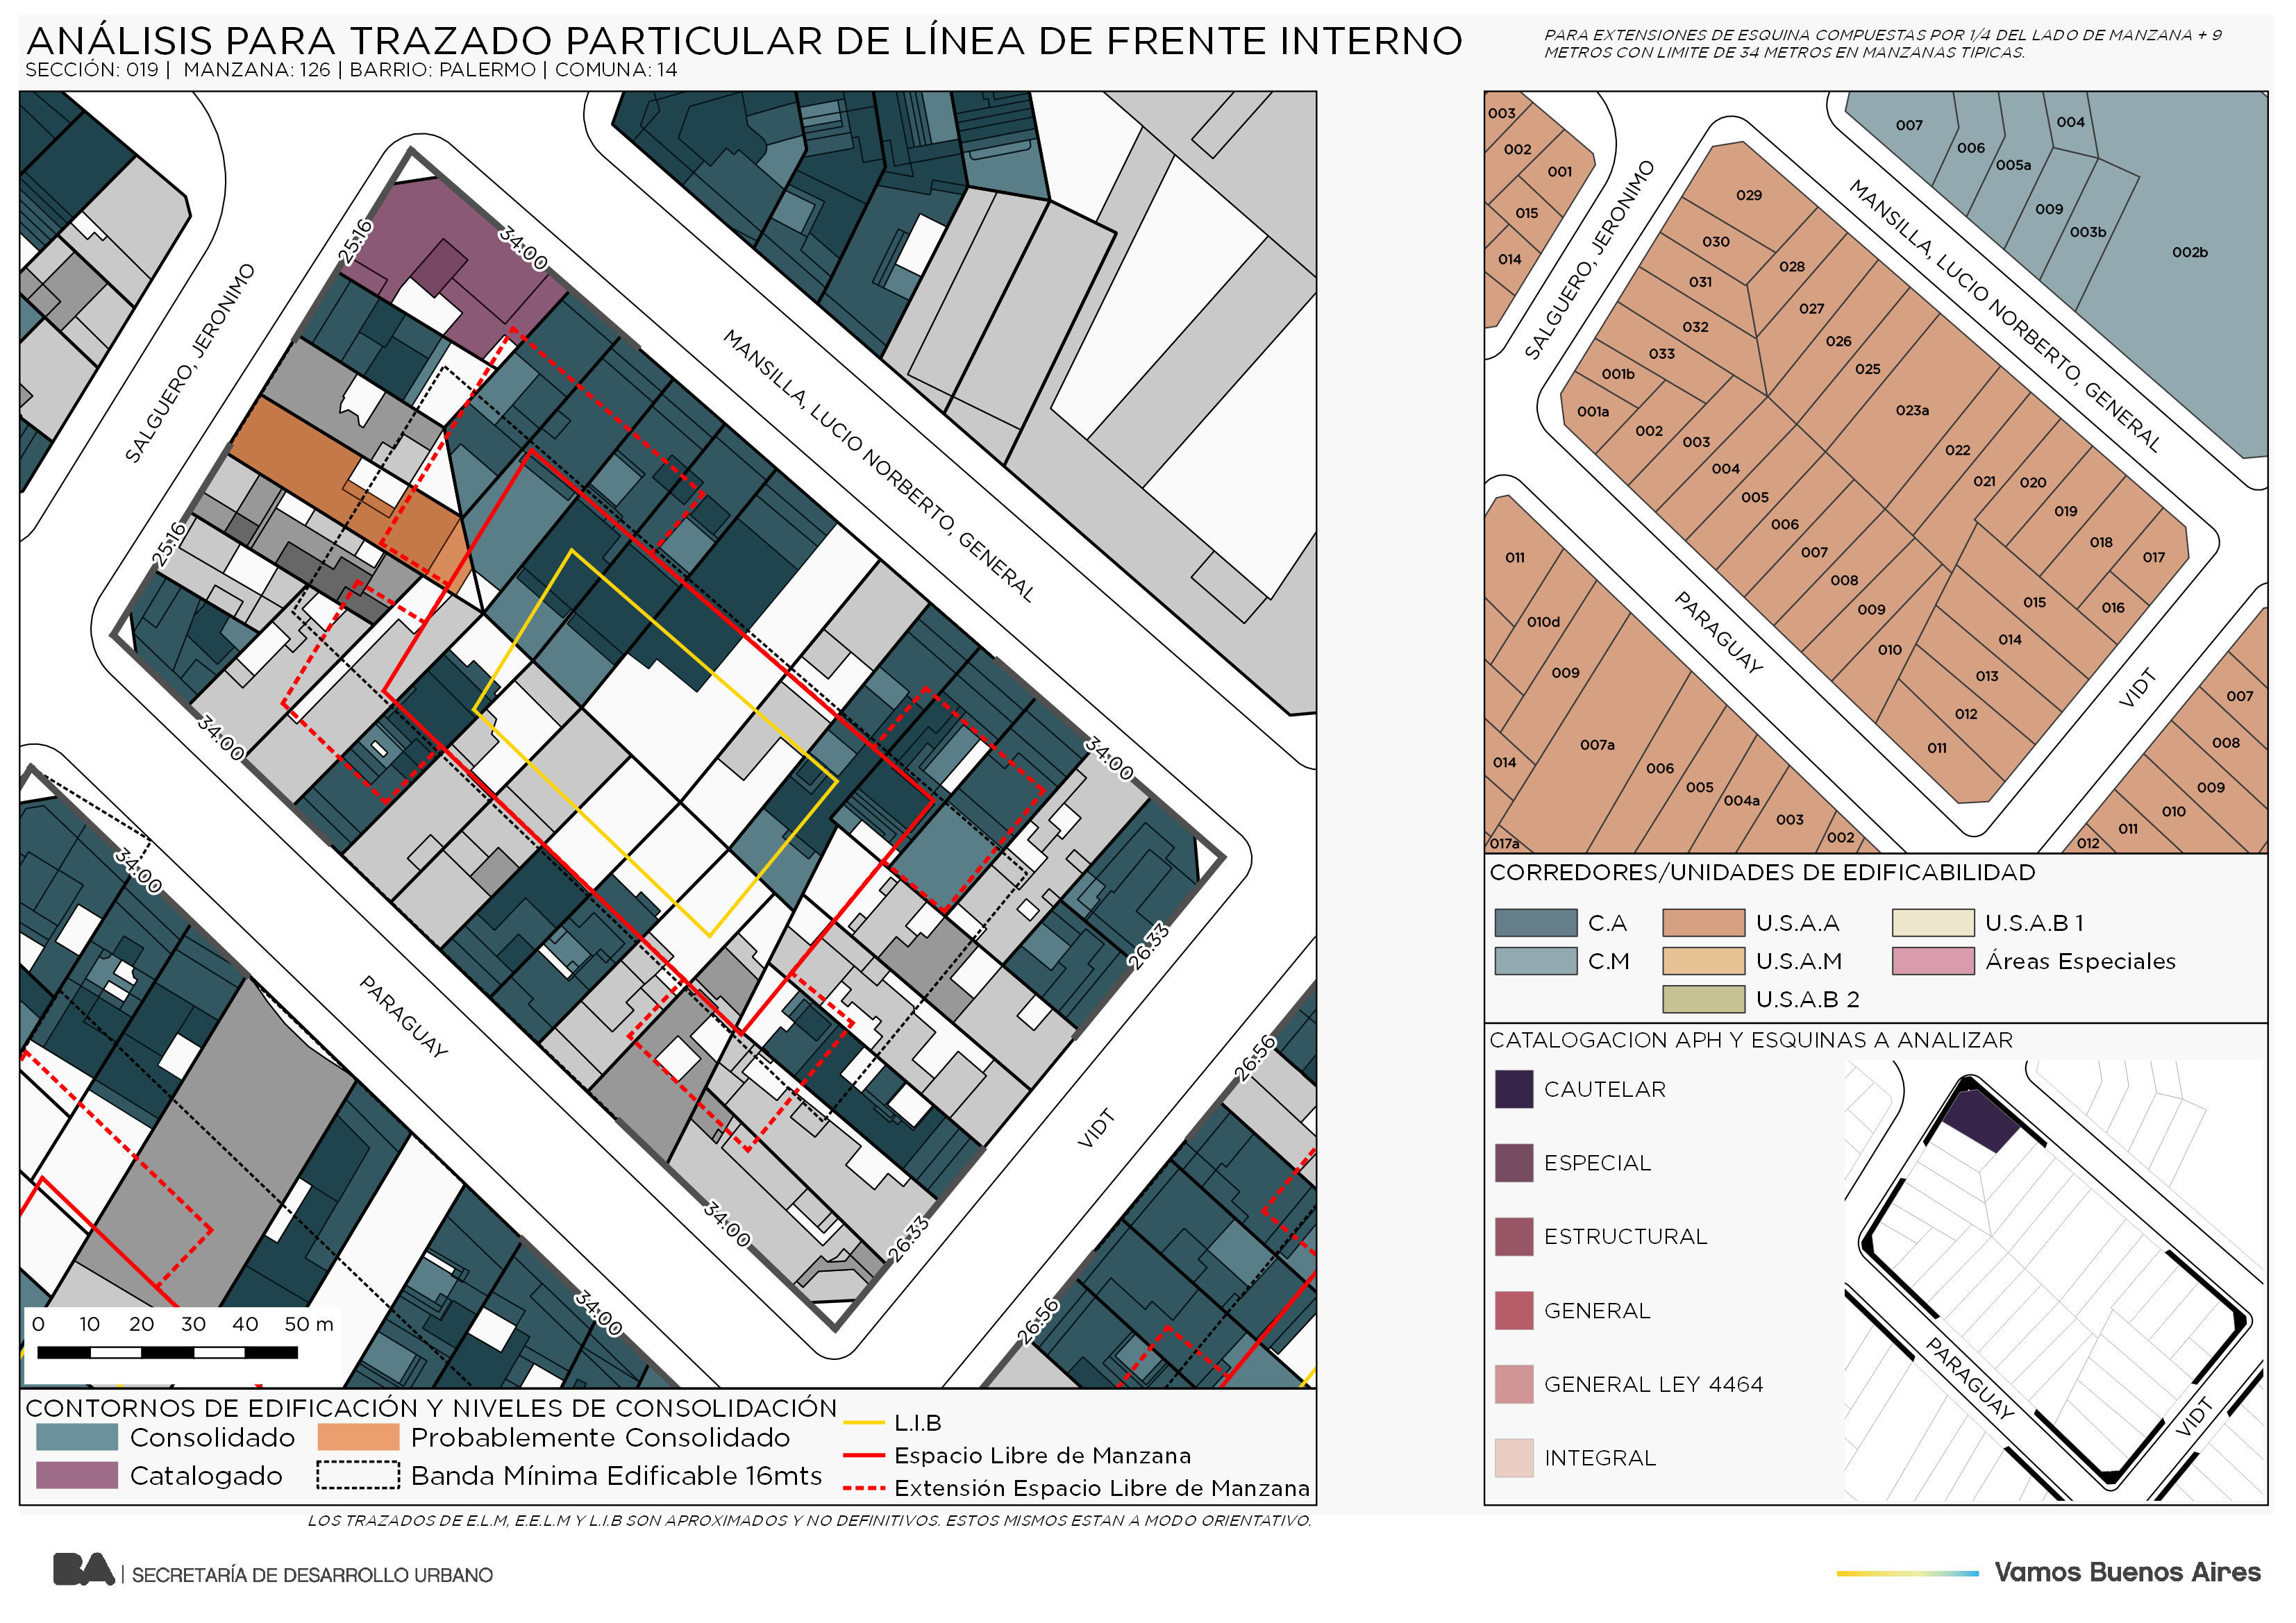 ANÁLISIS PARA TRAZADO PARTICULAR DE LÍNEA DE FRENTE INTERNO
SECCIÓN: 019 | MANZANA: 126 | BARRIO: PALERMO | COMUNA: 14
PARA EXTENSIONES DE ESQUINA COMPUESTAS POR 1/4 DEL LADO DE MANZANA + 9
METROS CON LIMITE DE 34 METROS EN MANZANAS TIPICAS.
25:16
34:00
SALGUERO, JERONIMO
MANSILLA, LUCIO NORBERTO, GENERAL
25:16
34:00
34:00
34:00
26:33
PARAGUAY
VIDT
26:56
34:00
26:33
34:00
26:56
0 10 20 30 40 50 m
CONTORNOS DE EDIFICACIÓN Y NIVELES DE CONSOLIDACIÓN
Consolidado
Probablemente Consolidado
Catalogado
Banda Mínima Edificable 16mts
L.I.B
Espacio Libre de Manzana
Extensión Espacio Libre de Manzana
LOS TRAZADOS DE E.L.M, E.E.L.M Y L.I.B SON APROXIMADOS Y NO DEFINITIVOS. ESTOS MISMOS ESTAN A MODO ORIENTATIVO.
003
002
001
015
014
007
006
005a
004
009
003b
002b
SALGUERO, JERONIMO
MANSILLA, LUCIO NORBERTO, GENERAL
029
030
031
032
033
001b
001a
028
027
026
025
023a
022
021
020
019
018
017
016
015
014
013
012
011
002
003
004
005
006
007
008
009
010
PARAGUAY
VIDT
011
010d
009
007a
014
017a
006
005
004a
003
002
007
008
009
010
011
012
CORREDORES/UNIDADES DE EDIFICABILIDAD
C.A
U.S.A.A
U.S.A.B 1
C.M
U.S.A.M
Áreas Especiales
U.S.A.B 2
CATALOGACION APH Y ESQUINAS A ANALIZAR
CAUTELAR
ESPECIAL
ESTRUCTURAL
GENERAL
GENERAL LEY 4464
INTEGRAL
PARAGUAY
VIDT
BA | SECRETARÍA DE DESARROLLO URBANO
Vamos Buenos Aires